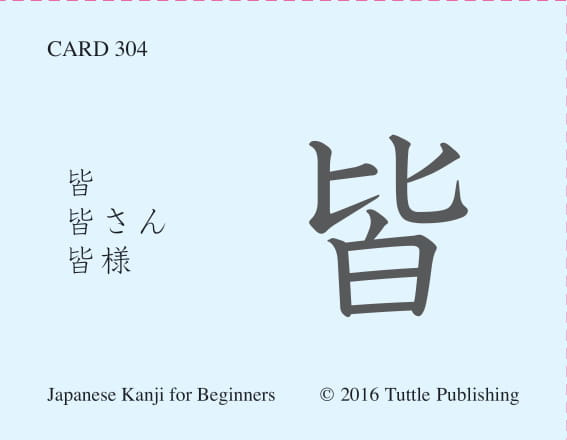 CARD 304
皆
皆さん
皆様
皆
Japanese Kanji for Beginners
© 2016 Tuttle Publishing